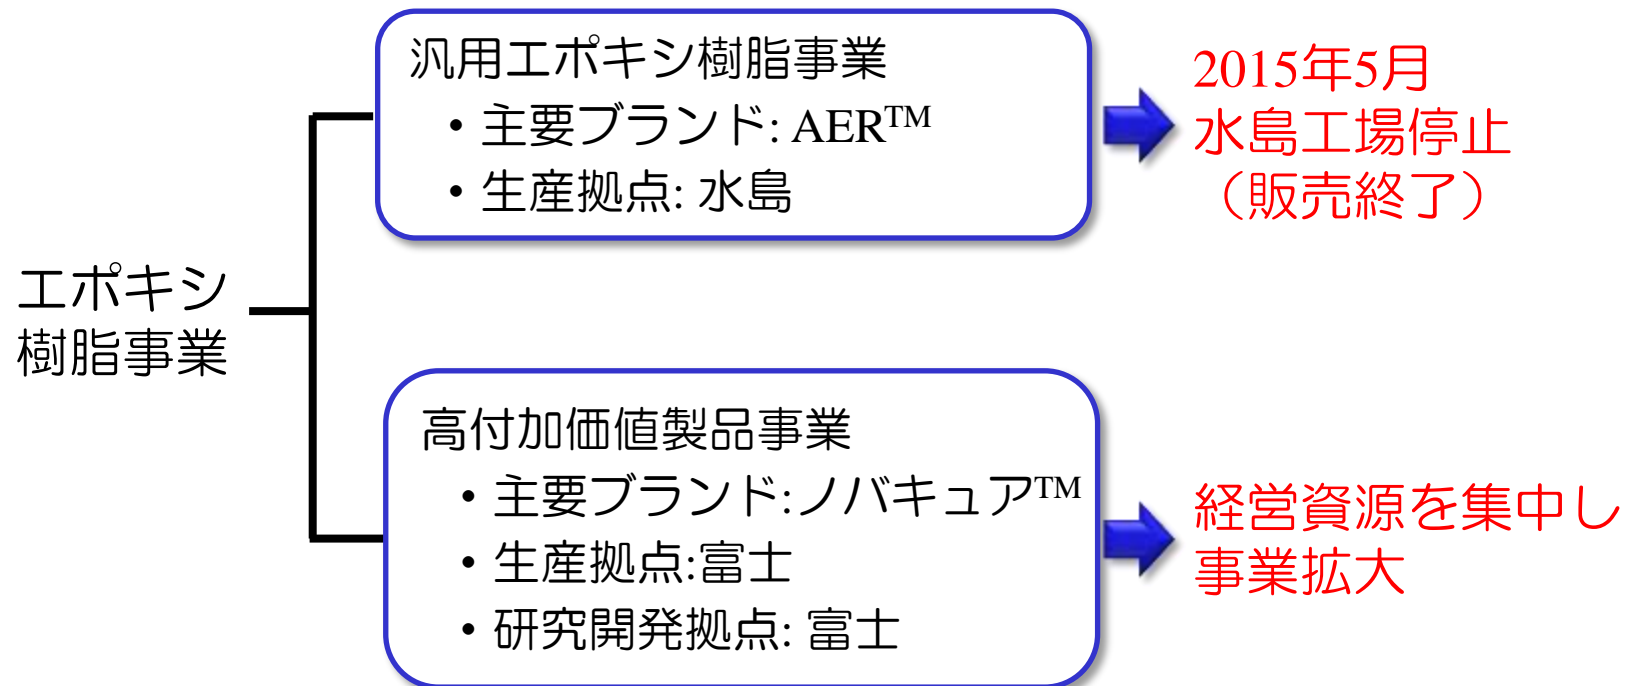 汎用エポキシ樹脂事業
・主要ブランド: AER™
・生産拠点: 水島
2015年5月
水島工場停止
（販売終了）
エポキシ
樹脂事業
高付加価値製品事業
・主要ブランド:ノバキュア™
・生産拠点:富士
・研究開発拠点: 富士
経営資源を集中し
事業拡大